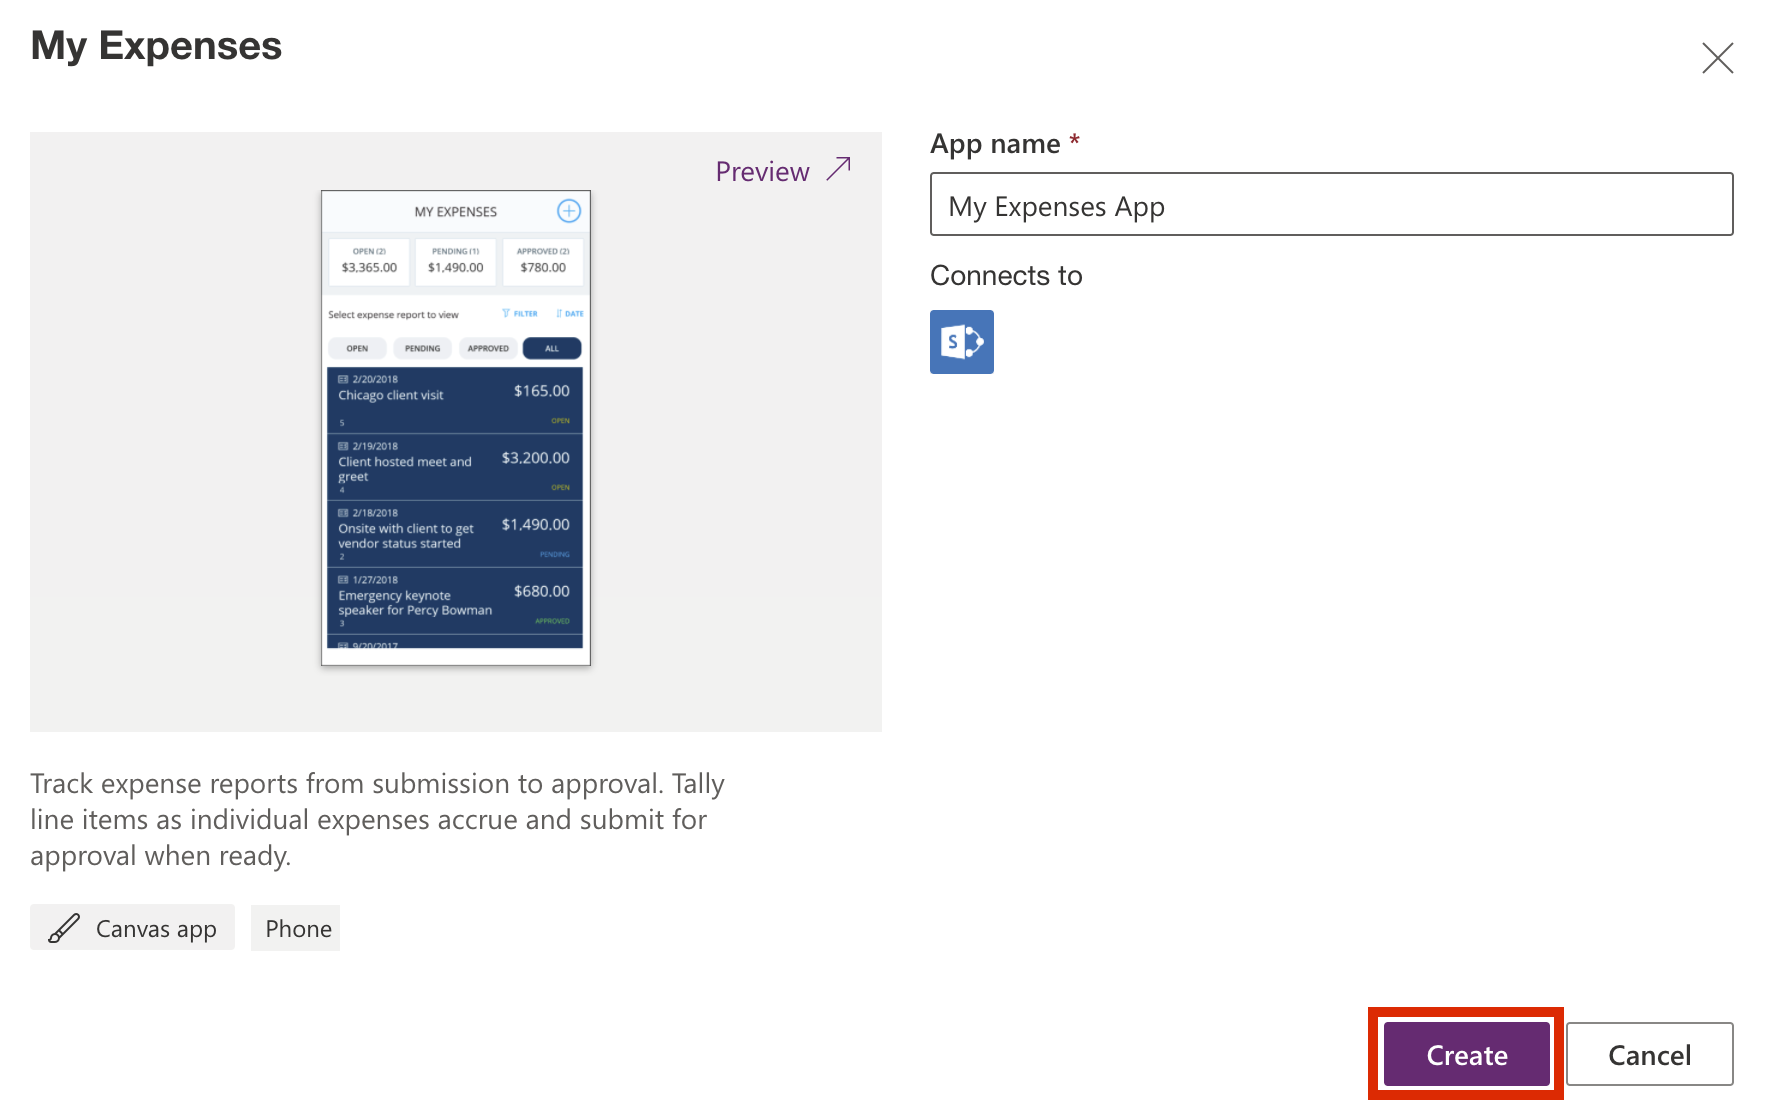 My Expenses
Preview
MY EXPENSES
OPEN (2) PENDING (1) APPROVED (2)
$3,365.00 $1,490.00 $780.00
Select expense report to view FILTER DATE
OPEN PENDING APPROVED ALL
2/20/2018
Chicago client visit $165.00
5 OPEN
2/19/2018
Client hosted meet and $3,200.00
greet
4 OPEN
2/18/2018
Onsite with client to get $1,490.00
vendor status started
2 PENDING
1/27/2018
Emergency keynote $680.00
speaker for Percy Bowman
3 APPROVED
9/20/2017
Track expense reports from submission to approval. Tally
line items as individual expenses accrue and submit for
approval when ready.
Canvas app Phone
App name *
My Expenses App
Connects to
S
Create Cancel